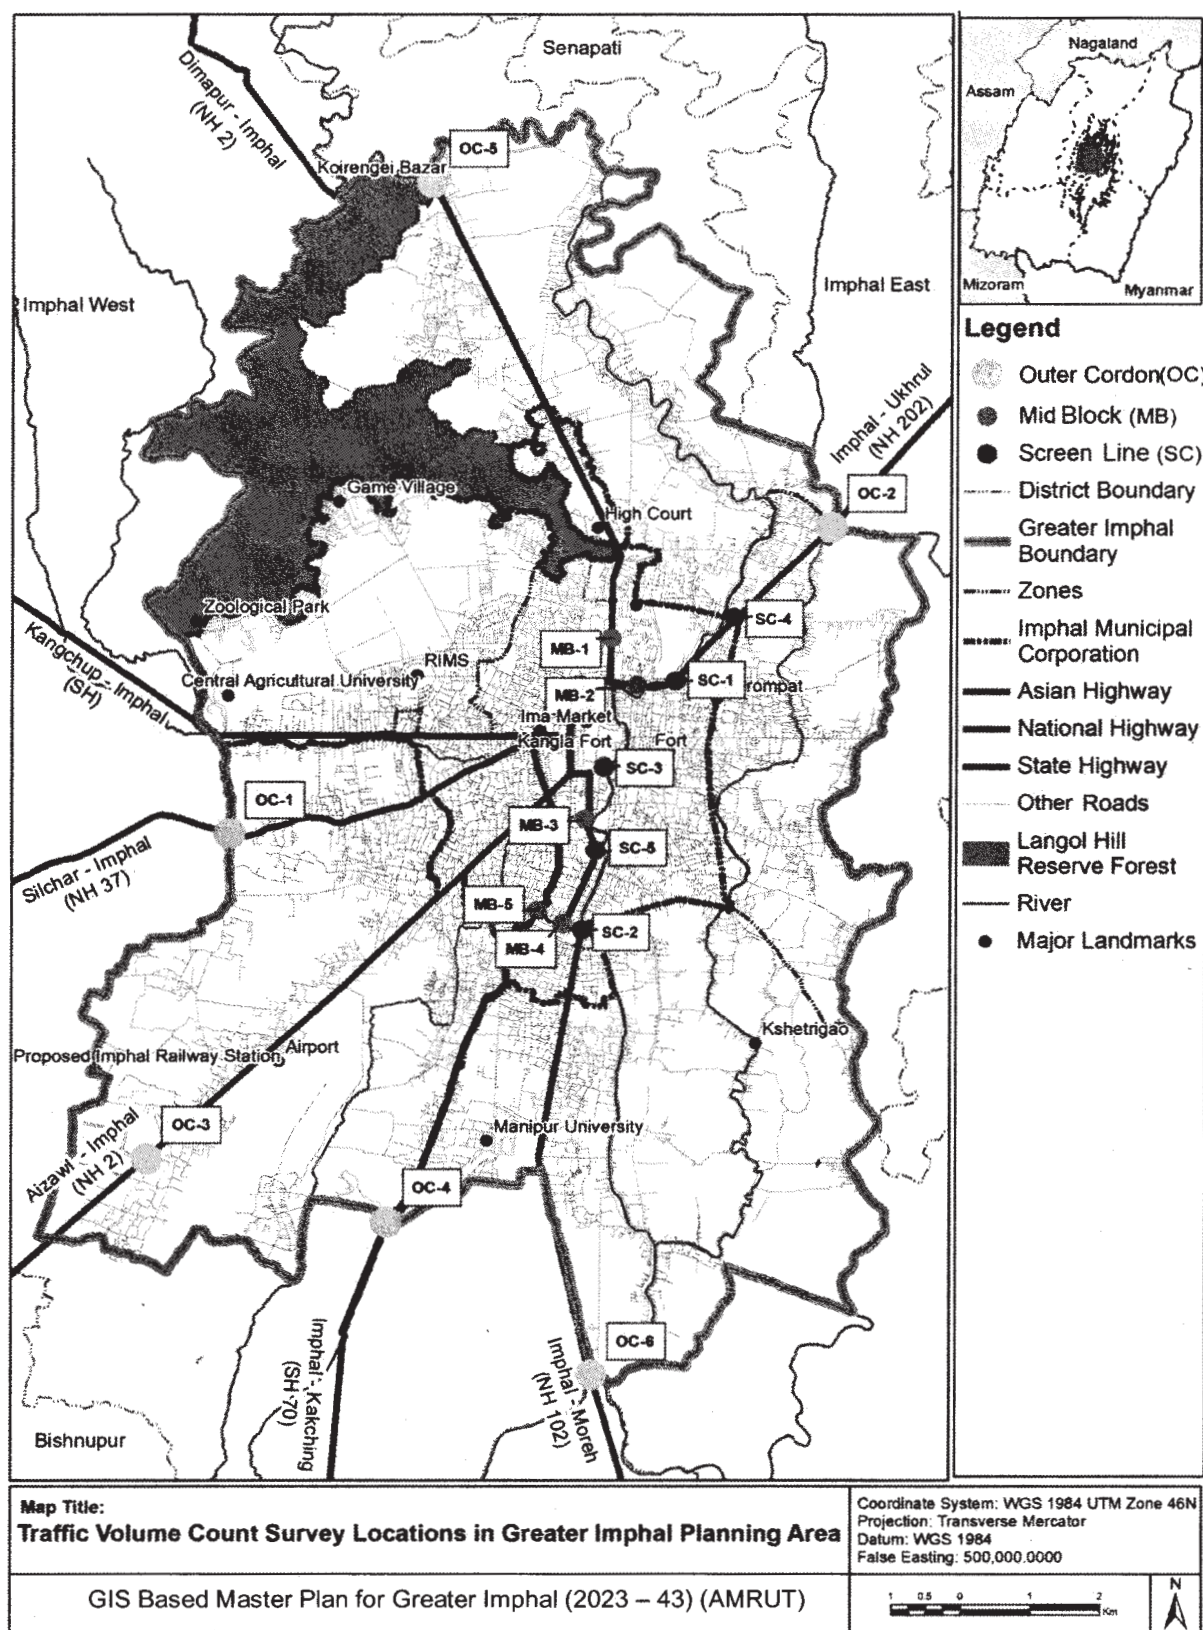 Senapati
Nagaland
Assam
Mizoram
Myanmar
Dimapur - Imphal
(NH 2)
OC-5
Koirengei Bazar
Imphal West
Imphal East
Imphal - Ukhrul
(NH 202)
OC-2
Game Village
High Court
Zoological Park
SC-4
Kangchup - Imphal
(SH)
MB-1
RIMS
Central Agricultural University
SC-1
rompat
MB-2
Ima Market
Kangla Fort
Fort
SC-3
OC-1
MB-3
SC-5
Silchar - Imphal
(NH 37)
MB-5
SC-2
MB-4
Kshetrigao
Airport
Proposed Imphal Railway Station
OC-3
Aizawl - Imphal
(NH 2)
Manipur University
OC-4
OC-6
Imphal - Kakching
(SH 70)
Imphal - Moreh
(NH 102)
Bishnupur
Legend
Outer Cordon(OC)
Mid Block (MB)
Screen Line (SC)
District Boundary
Greater Imphal
Boundary
Zones
Imphal Municipal
Corporation
Asian Highway
National Highway
State Highway
Other Roads
Langol Hill
Reserve Forest
River
Major Landmarks
Map Title:
Traffic Volume Count Survey Locations in Greater Imphal Planning Area
GIS Based Master Plan for Greater Imphal (2023 – 43) (AMRUT)
Coordinate System: WGS 1984 UTM Zone 46N
Projection: Transverse Mercator
Datum: WGS 1984
False Easting: 500,000.0000
1 0.5 0 1 2
Km
N